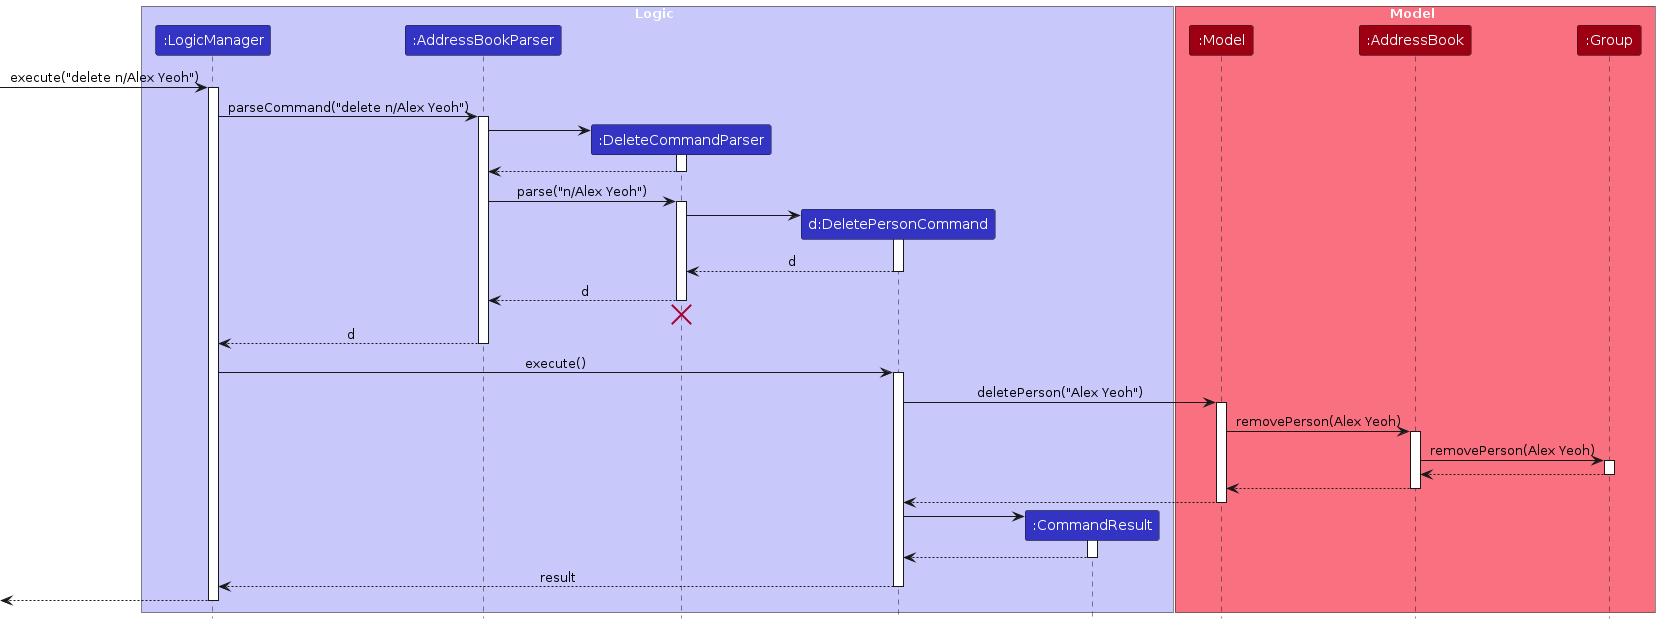 Logic
Model
:LogicManager
:AddressBookParser
:Model
:AddressBook
:Group
execute("delete n/Alex Yeoh")
parseCommand("delete n/Alex Yeoh")
:DeleteCommandParser
parse("n/Alex Yeoh")
d:DeletePersonCommand
d
d
d
execute()
deletePerson("Alex Yeoh")
removePerson(Alex Yeoh)
removePerson(Alex Yeoh)
:CommandResult
result